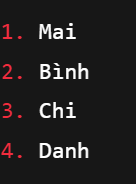 1. Mai
2. Bình
3. Chi
4. Danh